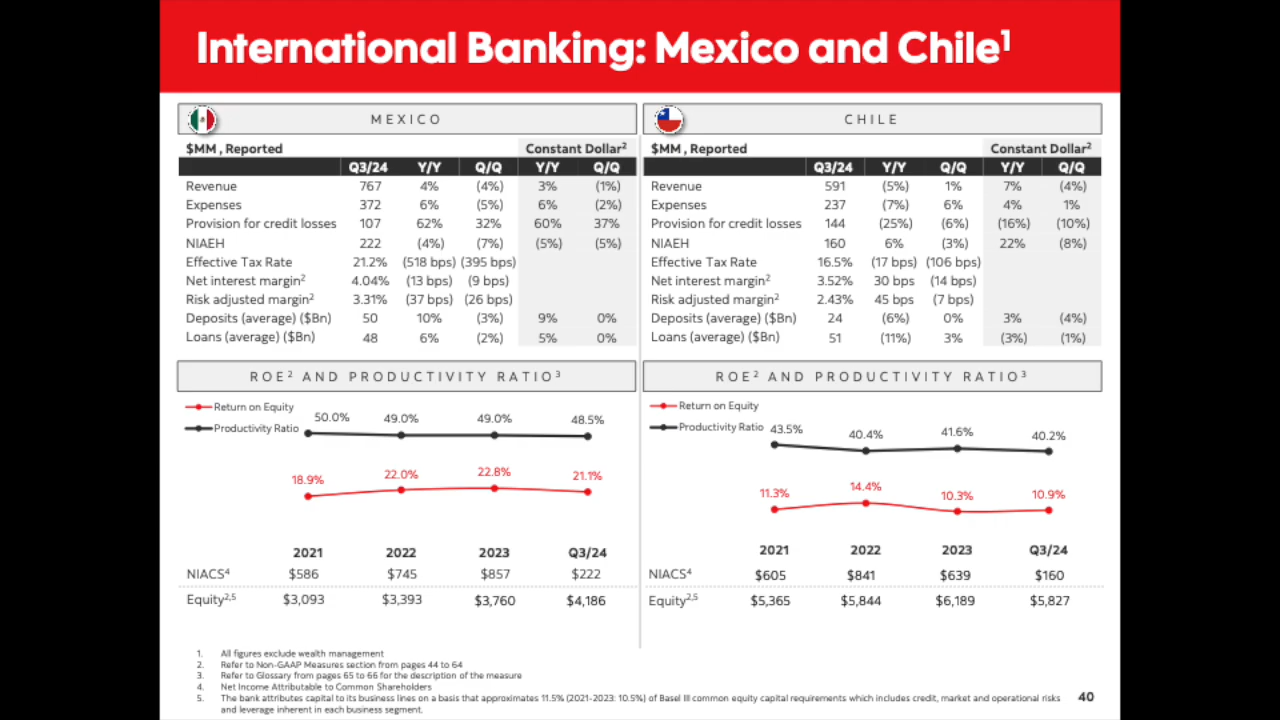 International Banking: Mexico and Chile¹
MEXICO
$MM , Reported Constant Dollar²
Q3/24 Y/Y Q/Q Y/Y Q/Q
Revenue 767 4% (4%) 3% (1%)
Expenses 372 6% (5%) 6% (2%)
Provision for credit losses 107 62% 32% 60% 37%
NIAEH 222 (4%) (7%) (5%) (5%)
Effective Tax Rate 21.2% (518 bps) (395 bps)
Net interest margin² 4.04% (13 bps) (9 bps)
Risk adjusted margin² 3.31% (37 bps) (26 bps)
Deposits (average) ($Bn) 50 10% (3%) 9% 0%
Loans (average) ($Bn) 48 6% (2%) 5% 0%
ROE² AND PRODUCTIVITY RATIO³
Return on Equity
Productivity Ratio
50.0% 49.0% 49.0% 48.5%
18.9% 22.0% 22.8% 21.1%
2021 2022 2023 Q3/24
NIACS⁴ $586 $745 $857 $222
Equity²,⁵ $3,093 $3,393 $3,760 $4,186
CHILE
$MM , Reported Constant Dollar²
Q3/24 Y/Y Q/Q Y/Y Q/Q
Revenue 591 (5%) 1% 7% (4%)
Expenses 237 (7%) 6% 4% 1%
Provision for credit losses 144 (25%) (6%) (16%) (10%)
NIAEH 160 6% (3%) 22% (8%)
Effective Tax Rate 16.5% (17 bps) (106 bps)
Net interest margin² 3.52% 30 bps (14 bps)
Risk adjusted margin² 2.43% 45 bps (7 bps)
Deposits (average) ($Bn) 24 (6%) 0% 3% (4%)
Loans (average) ($Bn) 51 (11%) 3% (3%) (1%)
ROE² AND PRODUCTIVITY RATIO³
Return on Equity
Productivity Ratio
43.5% 40.4% 41.6% 40.2%
11.3% 14.4% 10.3% 10.9%
2021 2022 2023 Q3/24
NIACS⁴ $605 $841 $639 $160
Equity²,⁵ $5,365 $5,844 $6,189 $5,827
1. All figures exclude wealth management
2. Refer to Non-GAAP Measures section from pages 44 to 64
3. Refer to Glossary from pages 65 to 66 for the description of the measure
4. Net Income Attributable to Common Shareholders
5. The bank attributes capital to its business lines on a basis that approximates 11.5% (2021-2023: 10.5%) of Basel III common equity capital requirements which includes credit, market and operational risks
and leverage inherent in each business segment.
40